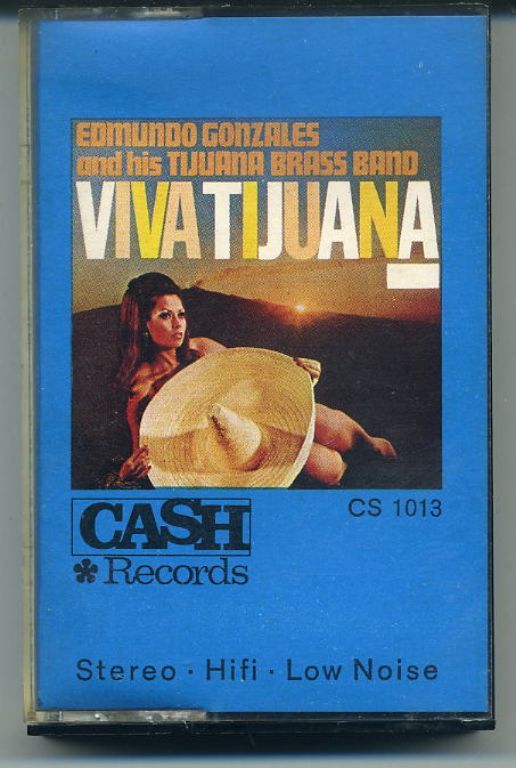 EDMUNDO GONZALES
and his TIJUANA BRASS BAND
VIVA TIJUANA
CS 1013
CASH
Records
Stereo · Hifi · Low Noise